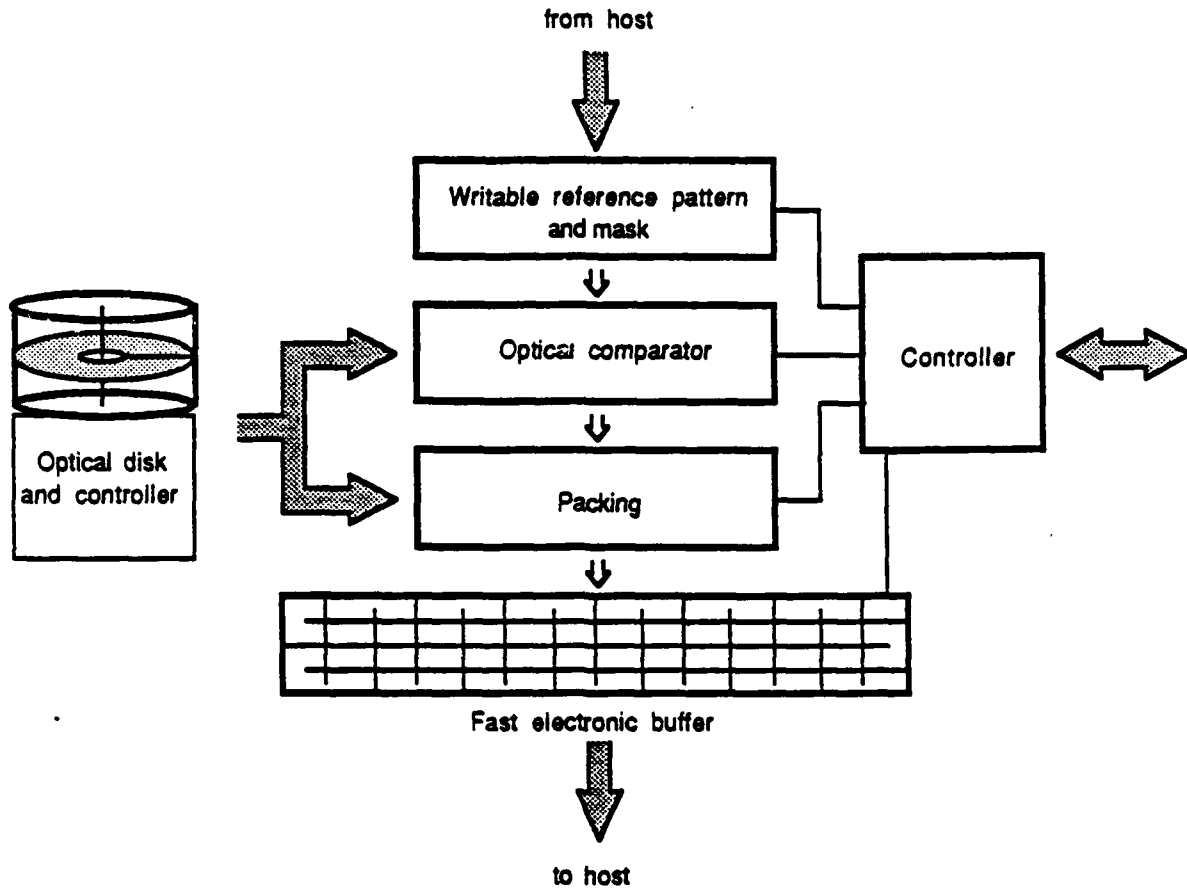 from host
Writable reference pattern
and mask
Optical comparator
Controller
Optical disk
and controller
Packing
Fast electronic buffer
to host